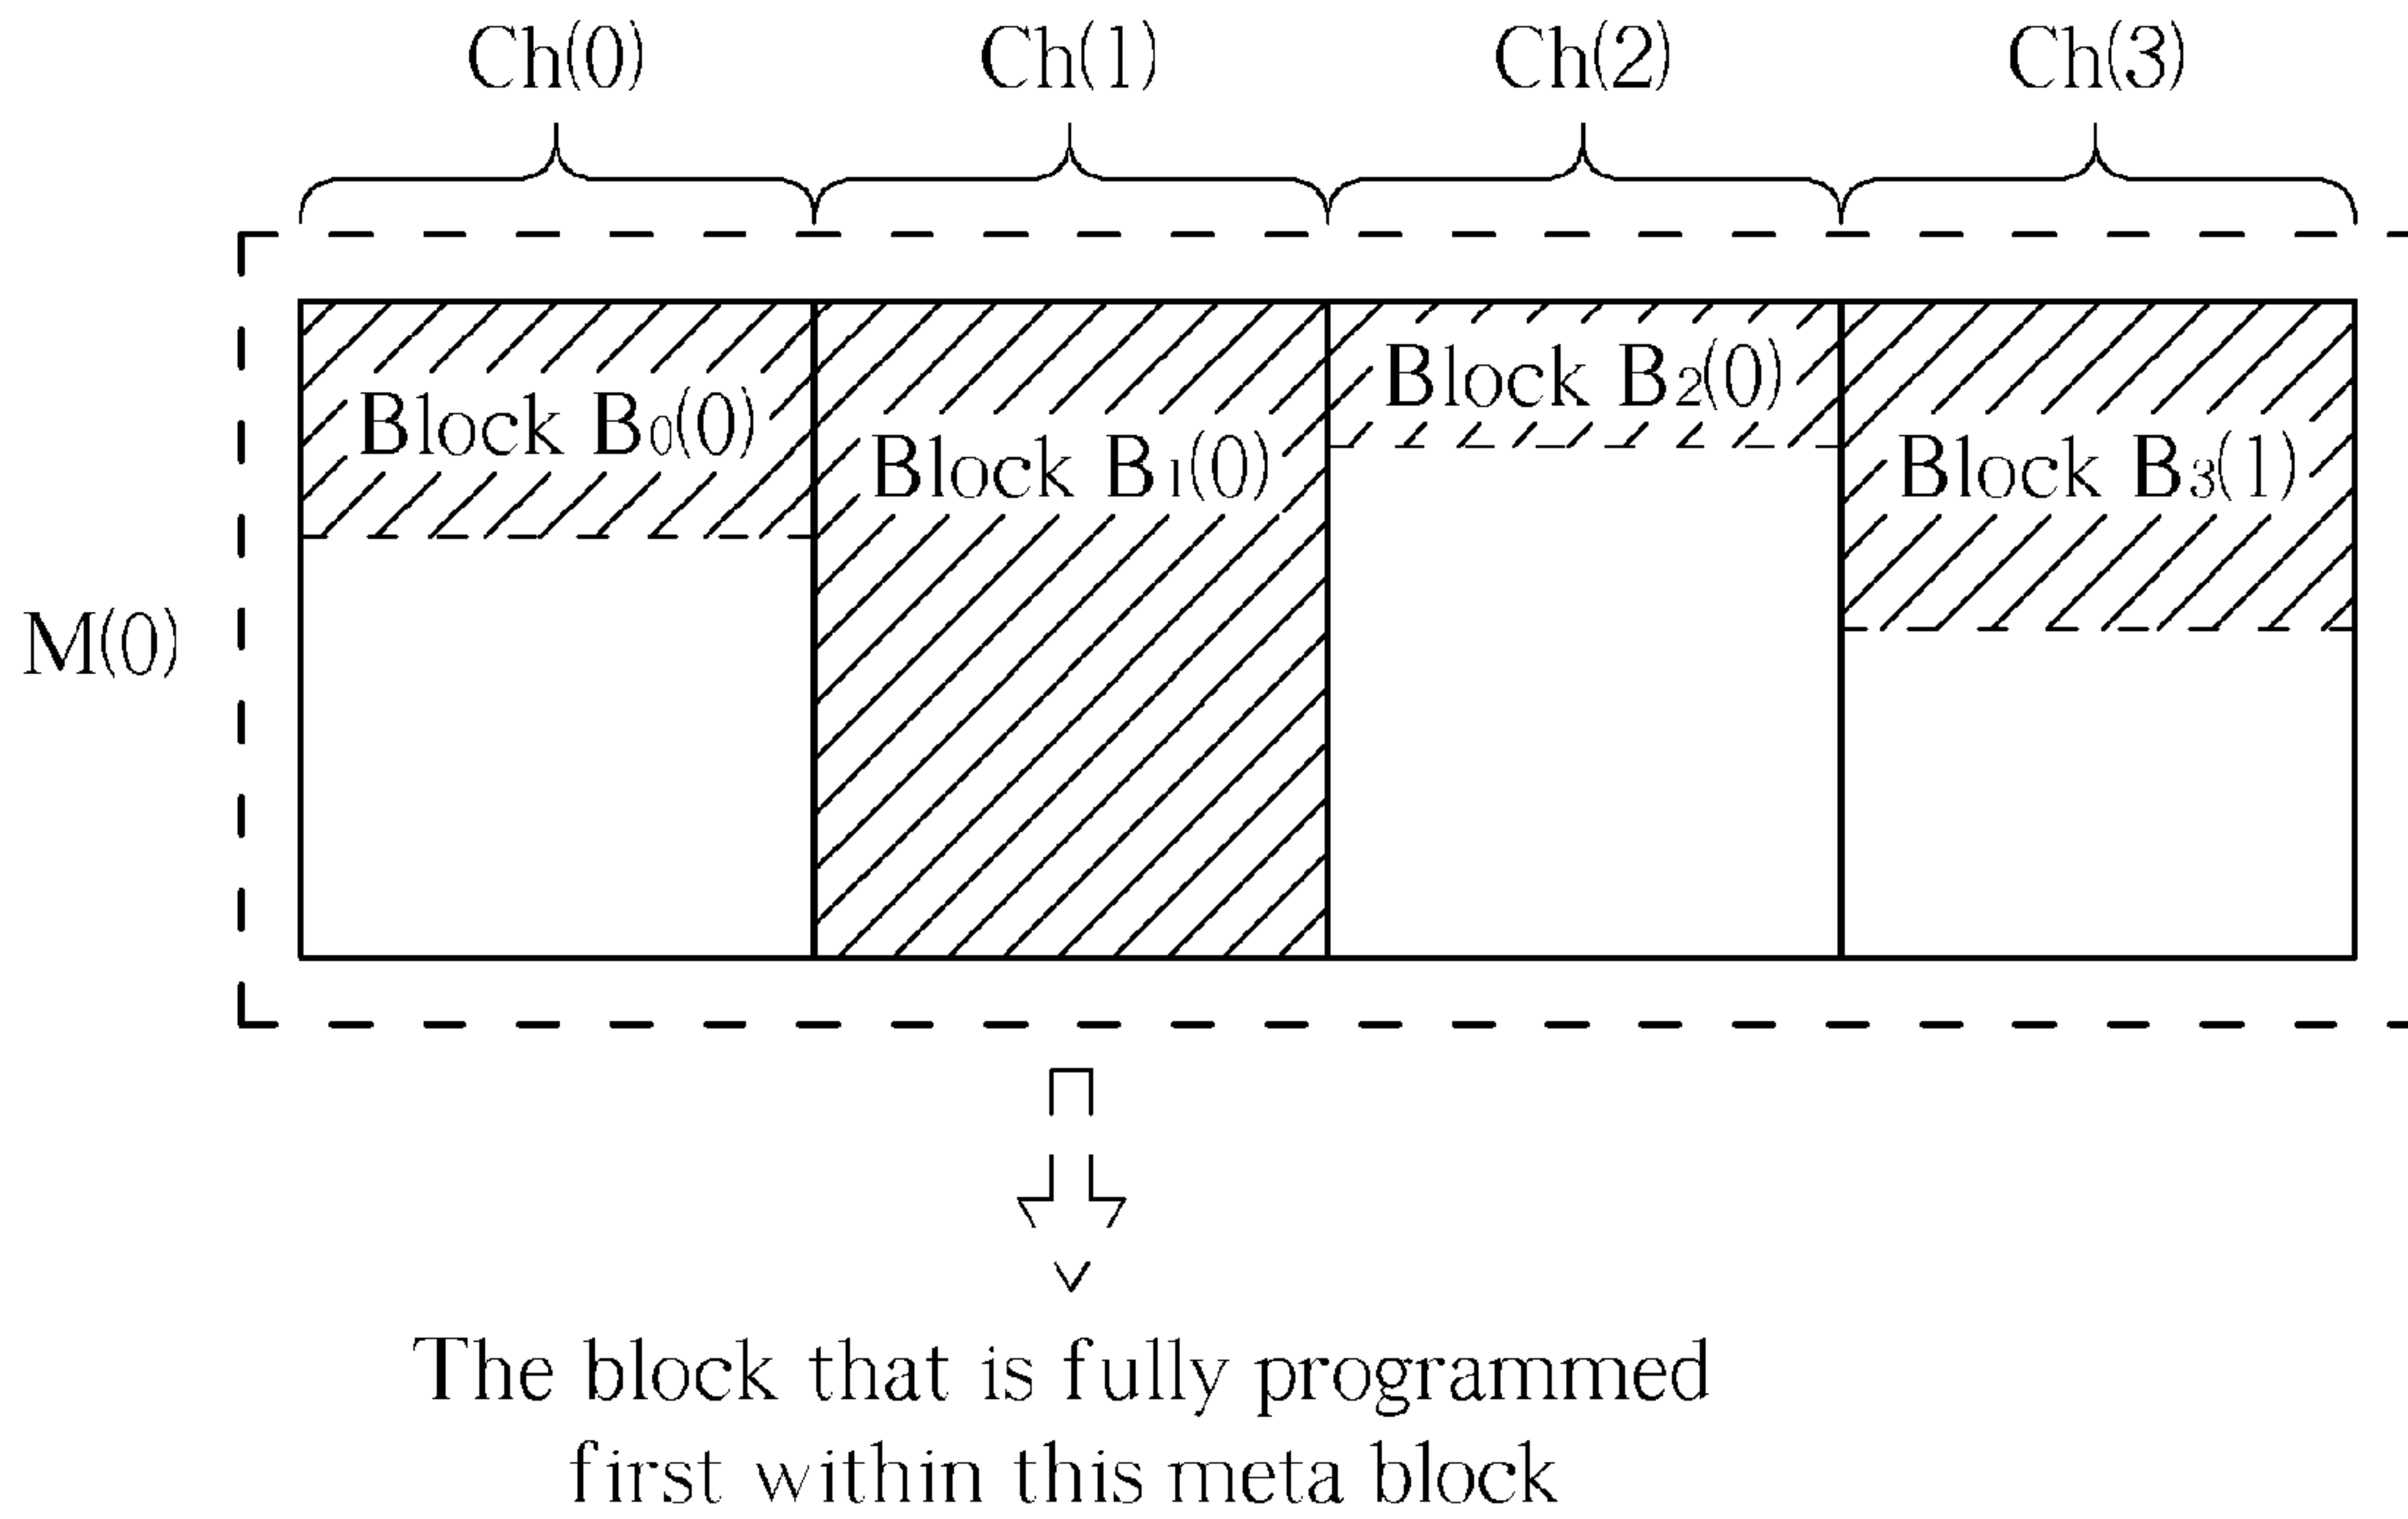 Ch(0) Ch(1) Ch(2) Ch(3)
Block B₂(0)
Block B₀(0)
Block B₁(0) Block B₃(1)
M(0)
The block that is fully programmed
first within this meta block